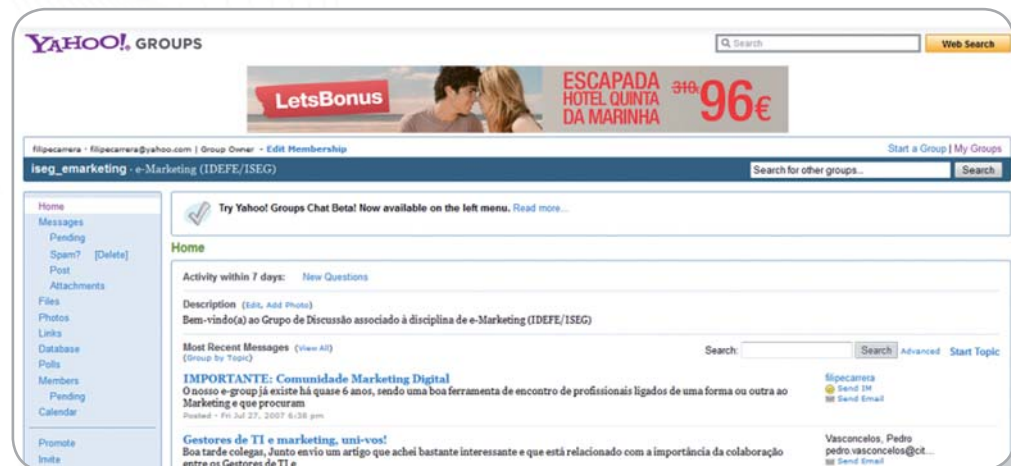 YAHOO! GROUPS
Search
Web Search
LetsBonus
ESCAPADA
HOTEL QUINTA
DA MARINHA
310. 96€
filipecarrera · filipecarrera@yahoo.com | Group Owner - Edit Membership
Start a Group | My Groups
iseg_emarketing - e-Marketing (IDEFE/ISEG)
Search for other groups...
Search
Home
Messages
Pending
Spam? [Delete]
Post
Attachments
Files
Photos
Links
Database
Polls
Members
Pending
Calendar
Promote
Invite
Try Yahoo! Groups Chat Beta! Now available on the left menu. Read more...
Home
Activity within 7 days: New Questions
Description (Edit, Add Photo)
Bem-vindo(a) ao Grupo de Discussão associado à disciplina de e-Marketing (IDEFE/ISEG)
Most Recent Messages (View All)
(Group by Topic)
Search: Search Advanced Start Topic
IMPORTANTE: Comunidade Marketing Digital
O nosso e-group já existe há quase 6 anos, sendo uma boa ferramenta de encontro de profissionais ligados de uma forma ou outra ao
Marketing e que procuram
Posted - Fri Jul 27, 2007 6:38 pm
filipecarrera
Send IM
Send Email
Gestores de TI e marketing, uni-vos!
Boa tarde colegas, Junto envio um artigo que achei bastante interessante e que está relacionado com a importância da colaboração
entre os Gestores de TI e
Vasconcelos, Pedro
pedro.vasconcelos@cit...
Send Email